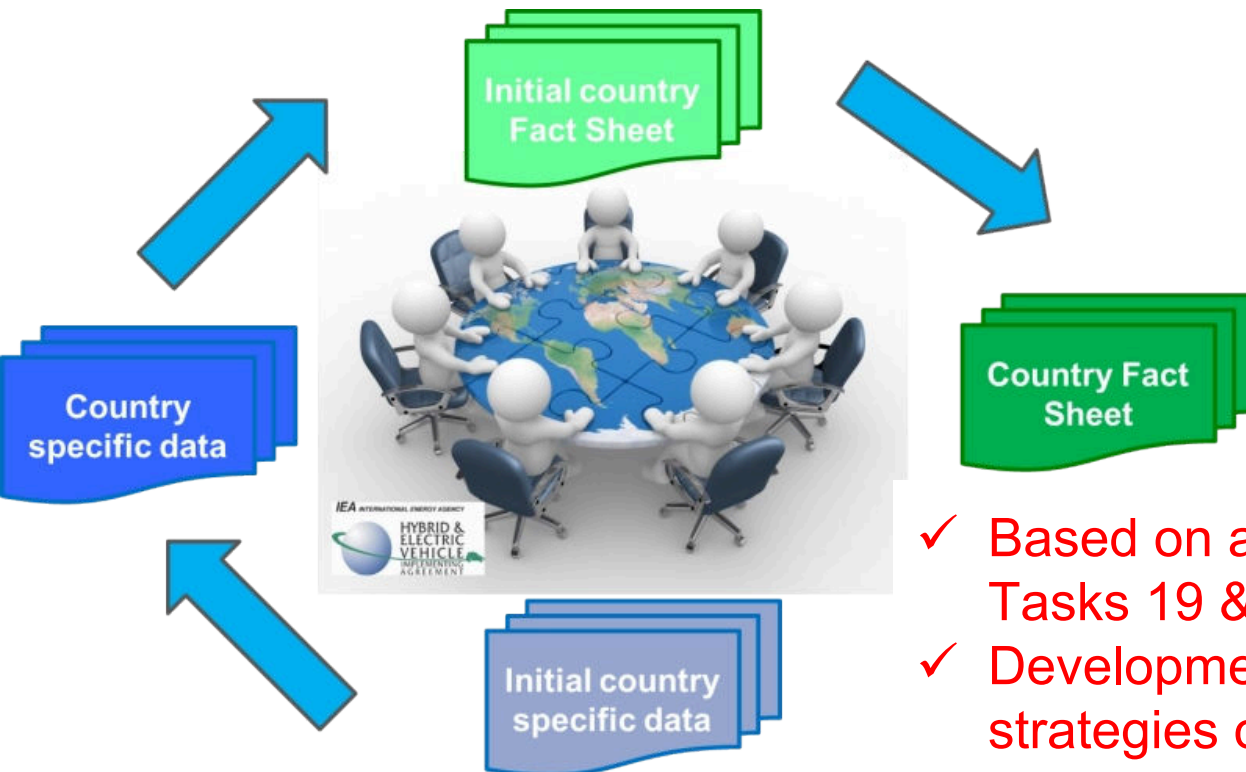 Initial country
Fact Sheet
Country
specific data
Country Fact
Sheet
IEA INTERNATIONAL ENERGY AGENCY
HYBRID &
ELECTRIC
VEHICLE
IMPLEMENTING
AGREEMENT
Initial country
specific data
✓ Based on a
Tasks 19 &
✓ Developme
strategies